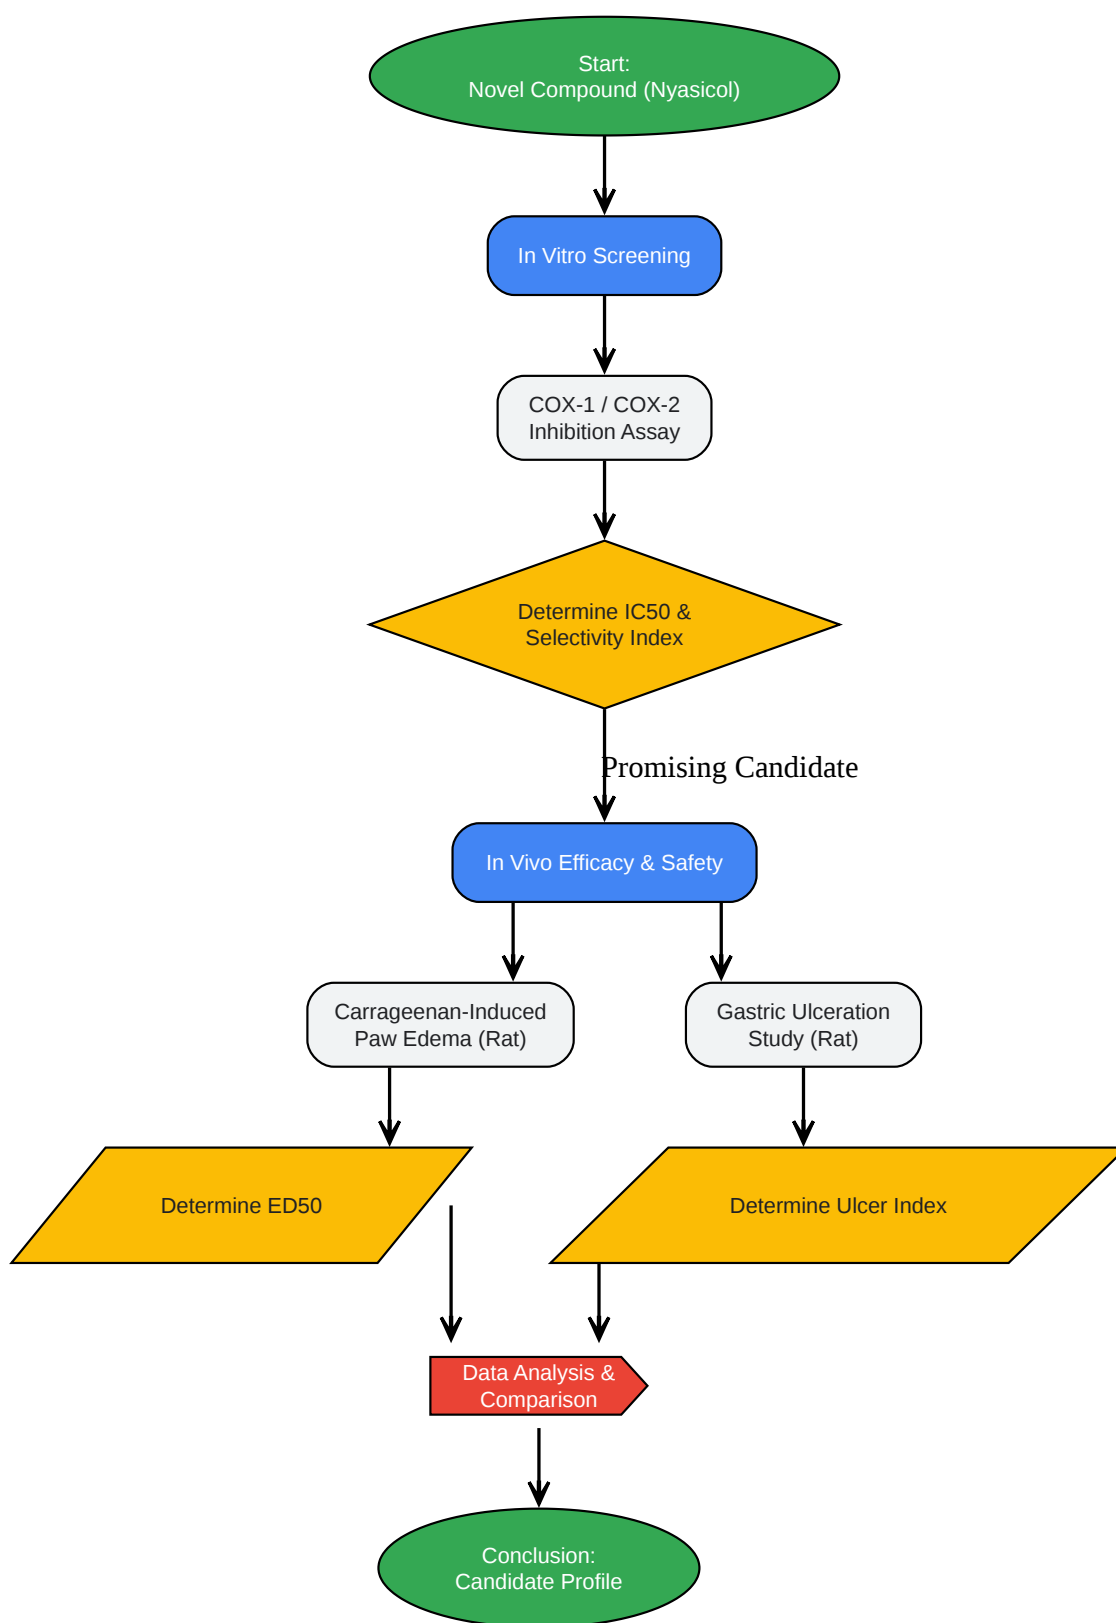 Start:
Novel Compound (Nyasicol)
In Vitro Screening
COX-1 / COX-2
Inhibition Assay
Determine IC50 &
Selectivity Index
Promising Candidate
In Vivo Efficacy & Safety
Carrageenan-Induced
Paw Edema (Rat)
Gastric Ulceration
Study (Rat)
Determine ED50
Determine Ulcer Index
Data Analysis &
Comparison
Conclusion:
Candidate Profile